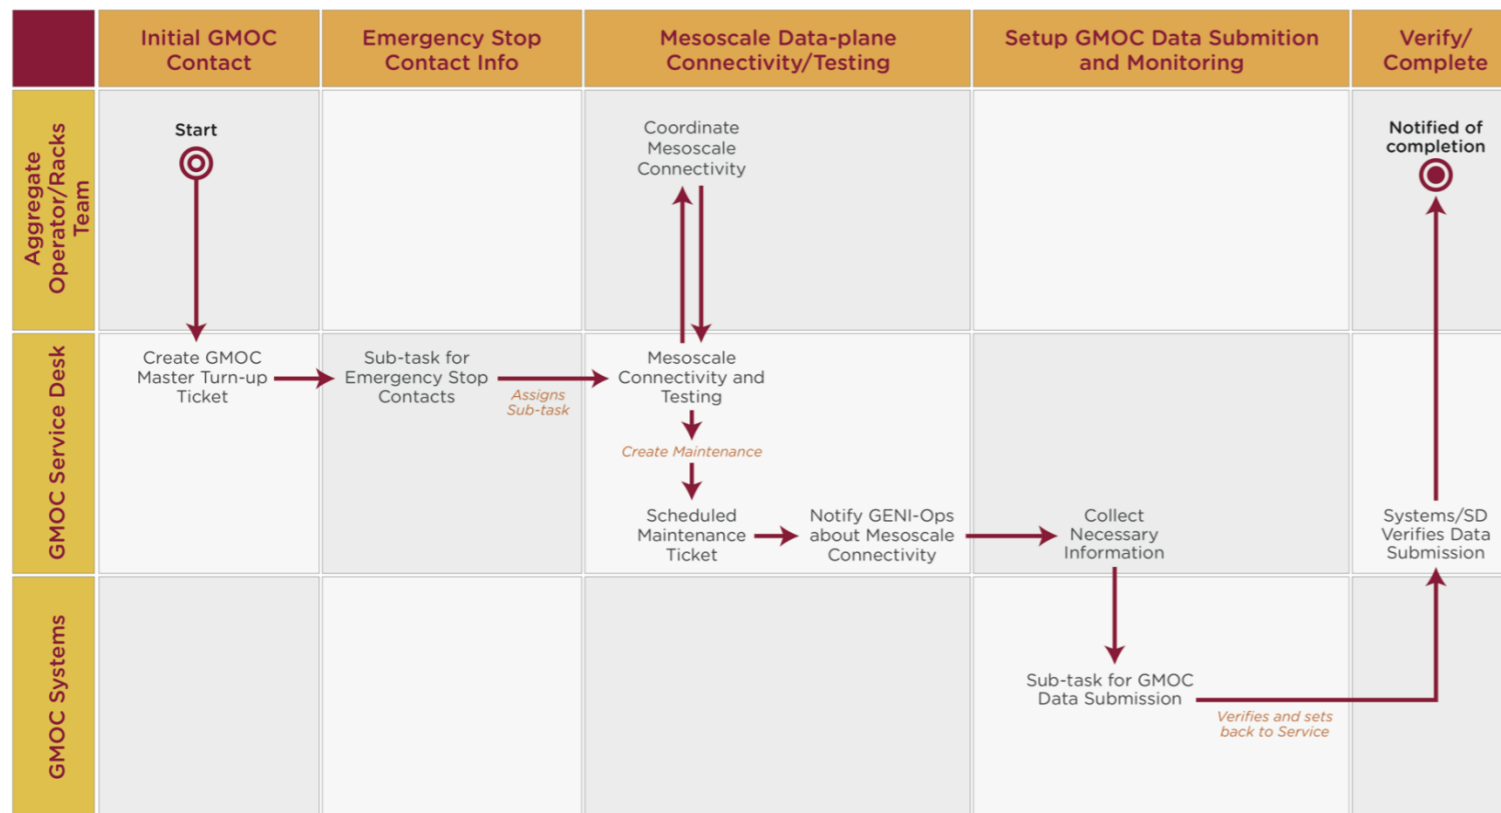 Initial GMOC
Contact
Emergency Stop
Contact Info
Mesoscale Data-plane
Connectivity/Testing
Setup GMOC Data Submition
and Monitoring
Verify/
Complete
Aggregate
Operator/Racks
Team
Start
Coordinate
Mesoscale
Connectivity
Notified of
completion
GMOC Service Desk
Create GMOC
Master Turn-up
Ticket
Sub-task for
Emergency Stop
Contacts
Assigns
Sub-task
Mesoscale
Connectivity and
Testing
Create Maintenance
Scheduled
Maintenance
Ticket
Notify GENI-Ops
about Mesoscale
Connectivity
Collect
Necessary
Information
Systems/SD
Verifies Data
Submission
GMOC Systems
Sub-task for GMOC
Data Submission
Verifies and sets
back to Service